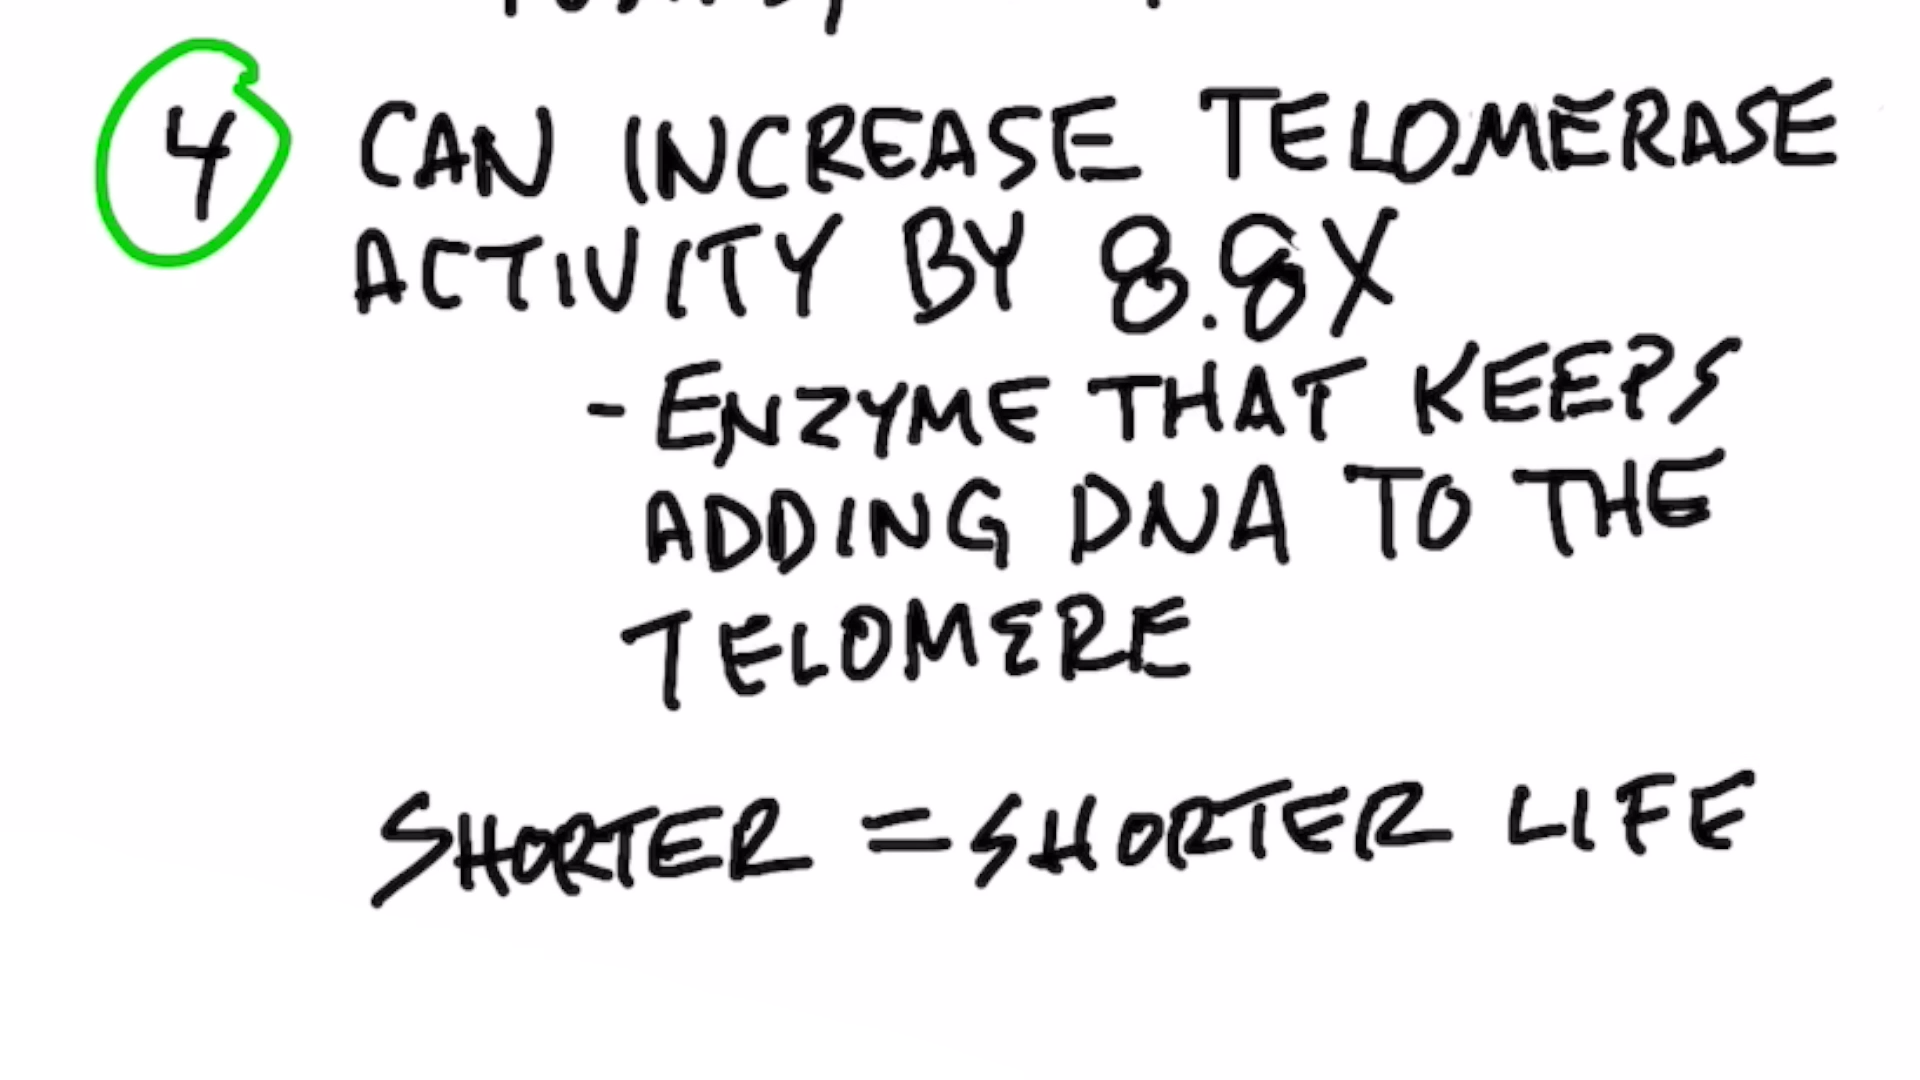 4 CAN INCREASE TELOMERASE
ACTIVITY BY 8.8X
- ENZYME THAT KEEPS
ADDING DNA TO THE
TELOMERE
SHORTER = SHORTER LIFE